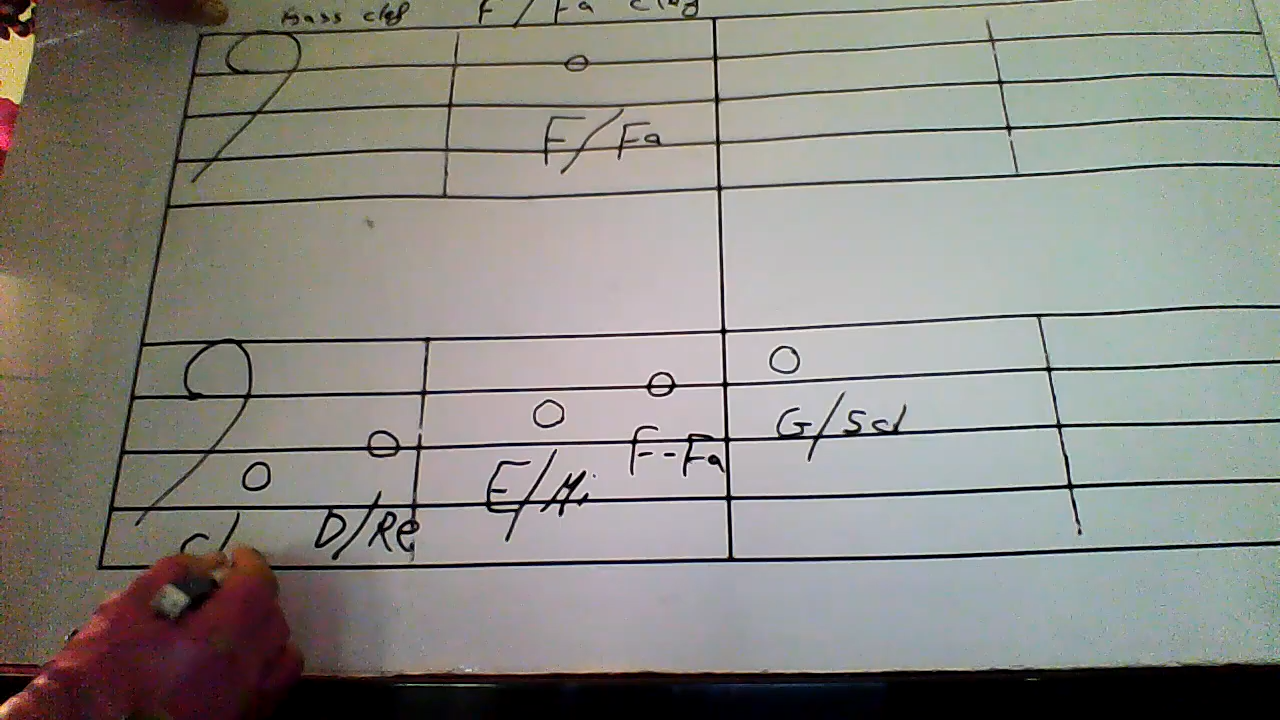 Bass clef F / Fa clef
F/Fa
G/Sol
F-Fa
E/Mi
D/Re
C/